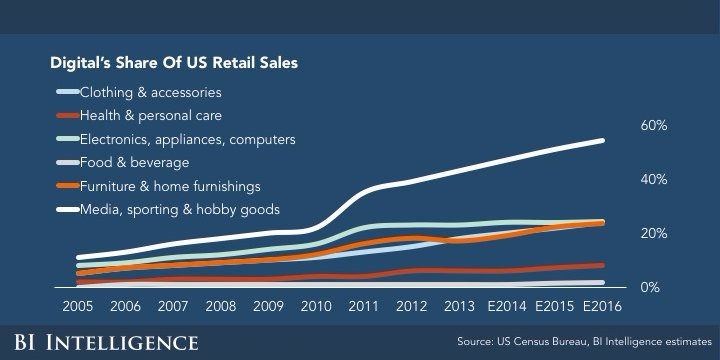 Digital's Share Of US Retail Sales
Clothing & accessories
Health & personal care
Electronics, appliances, computers
Food & beverage
Furniture & home furnishings
Media, sporting & hobby goods
60%
40%
20%
0%
2005 2006 2007 2008 2009 2010 2011 2012 2013 E2014 E2015 E2016
BI INTELLIGENCE
Source: US Census Bureau, BI Intelligence estimates